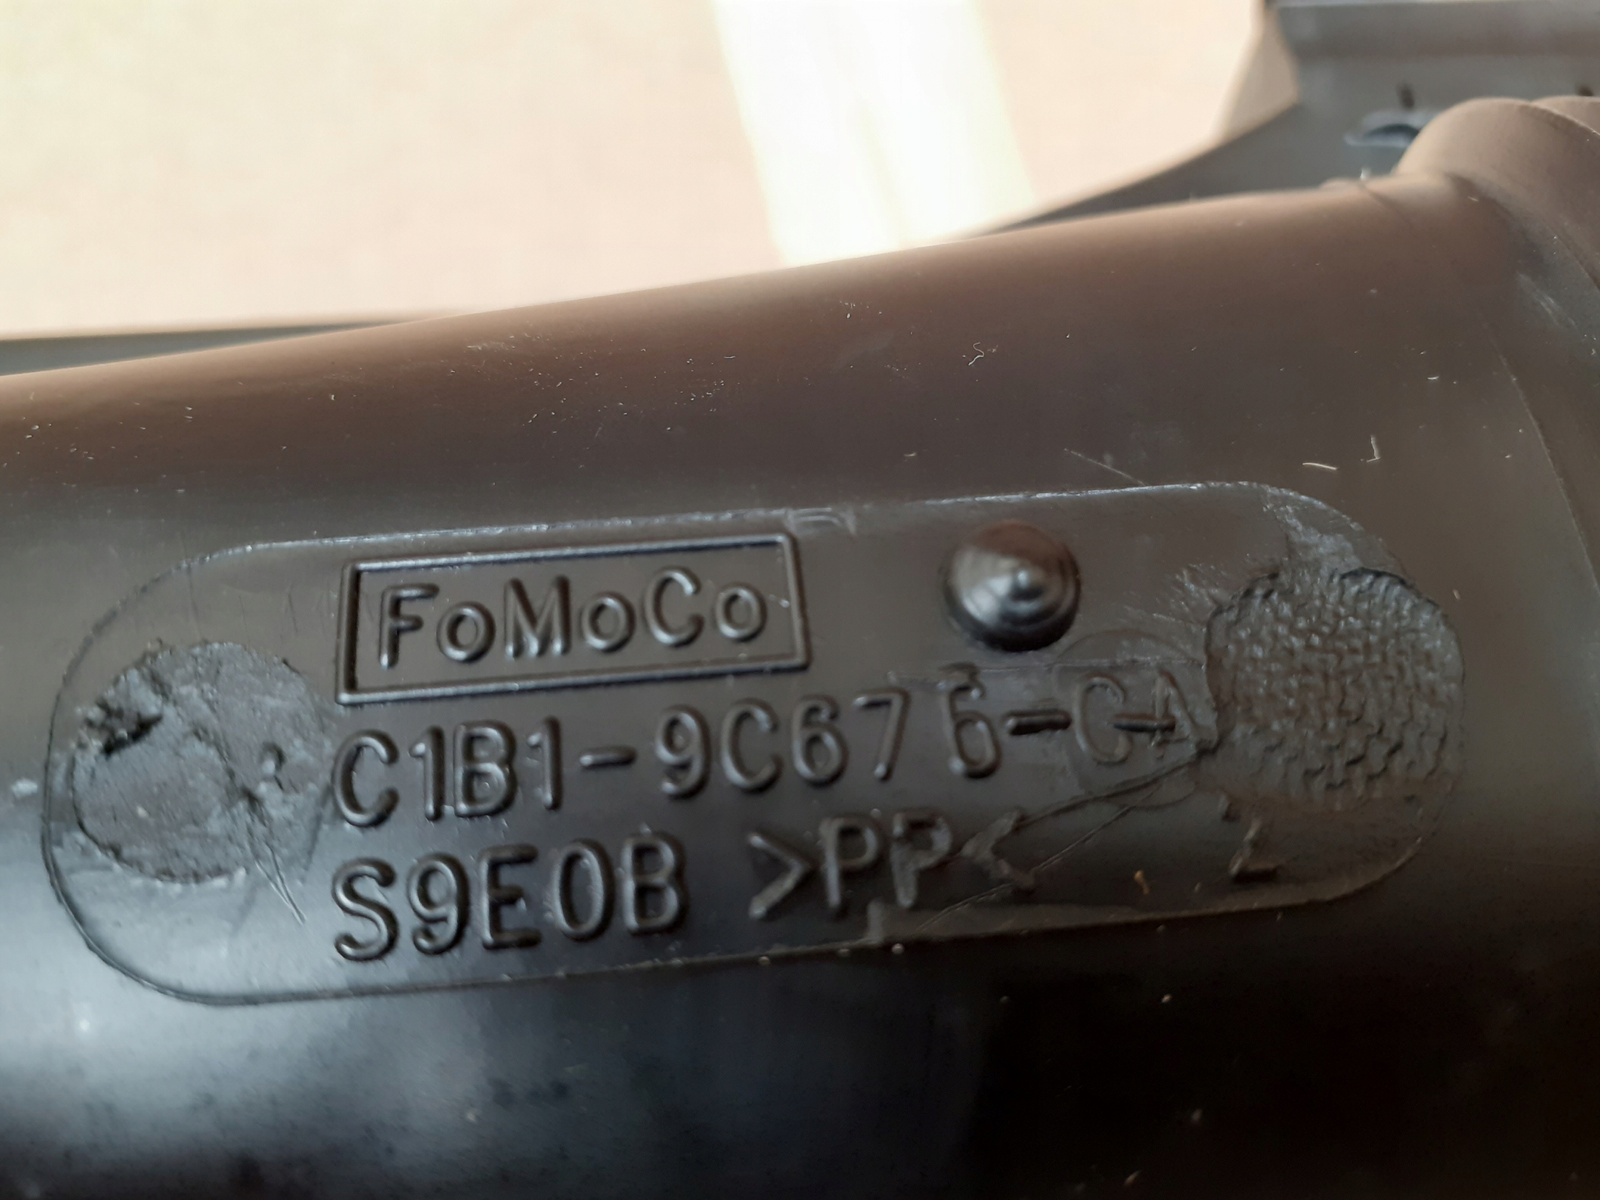 FoMoCo
C1B1-9C676-CA
S9E0B >PP<